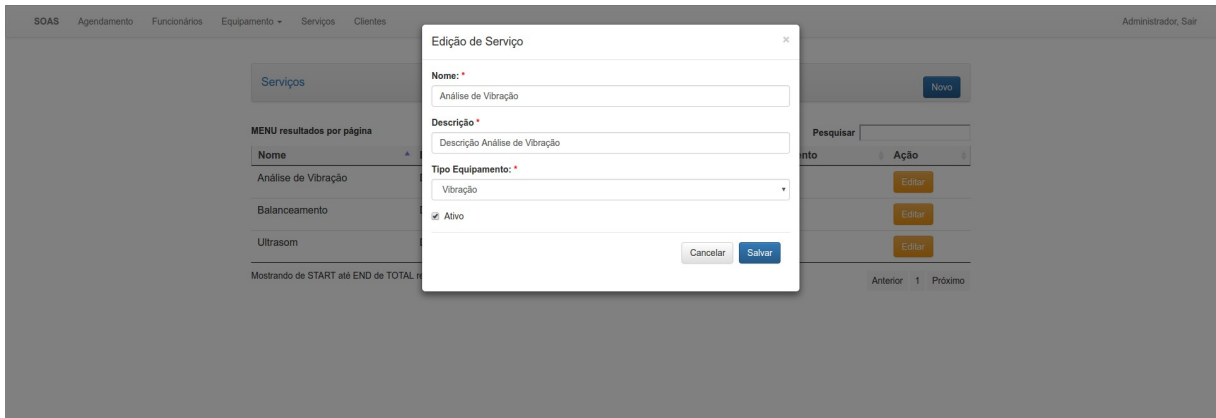 SOAS Agendamento Funcionários Equipamento Serviços Clientes Administrador, Sair
Edição de Serviço ×
Serviços Novo
Nome: *
Análise de Vibração
Descrição *
Descrição Análise de Vibração
Tipo Equipamento: *
Vibração
Ativo
Cancelar Salvar
MENU resultados por página Pesquisar
Nome Ação
Análise de Vibração Editar
Balanceamento Editar
Ultrasom Editar
Mostrando de START até END de TOTAL Anterior 1 Próximo